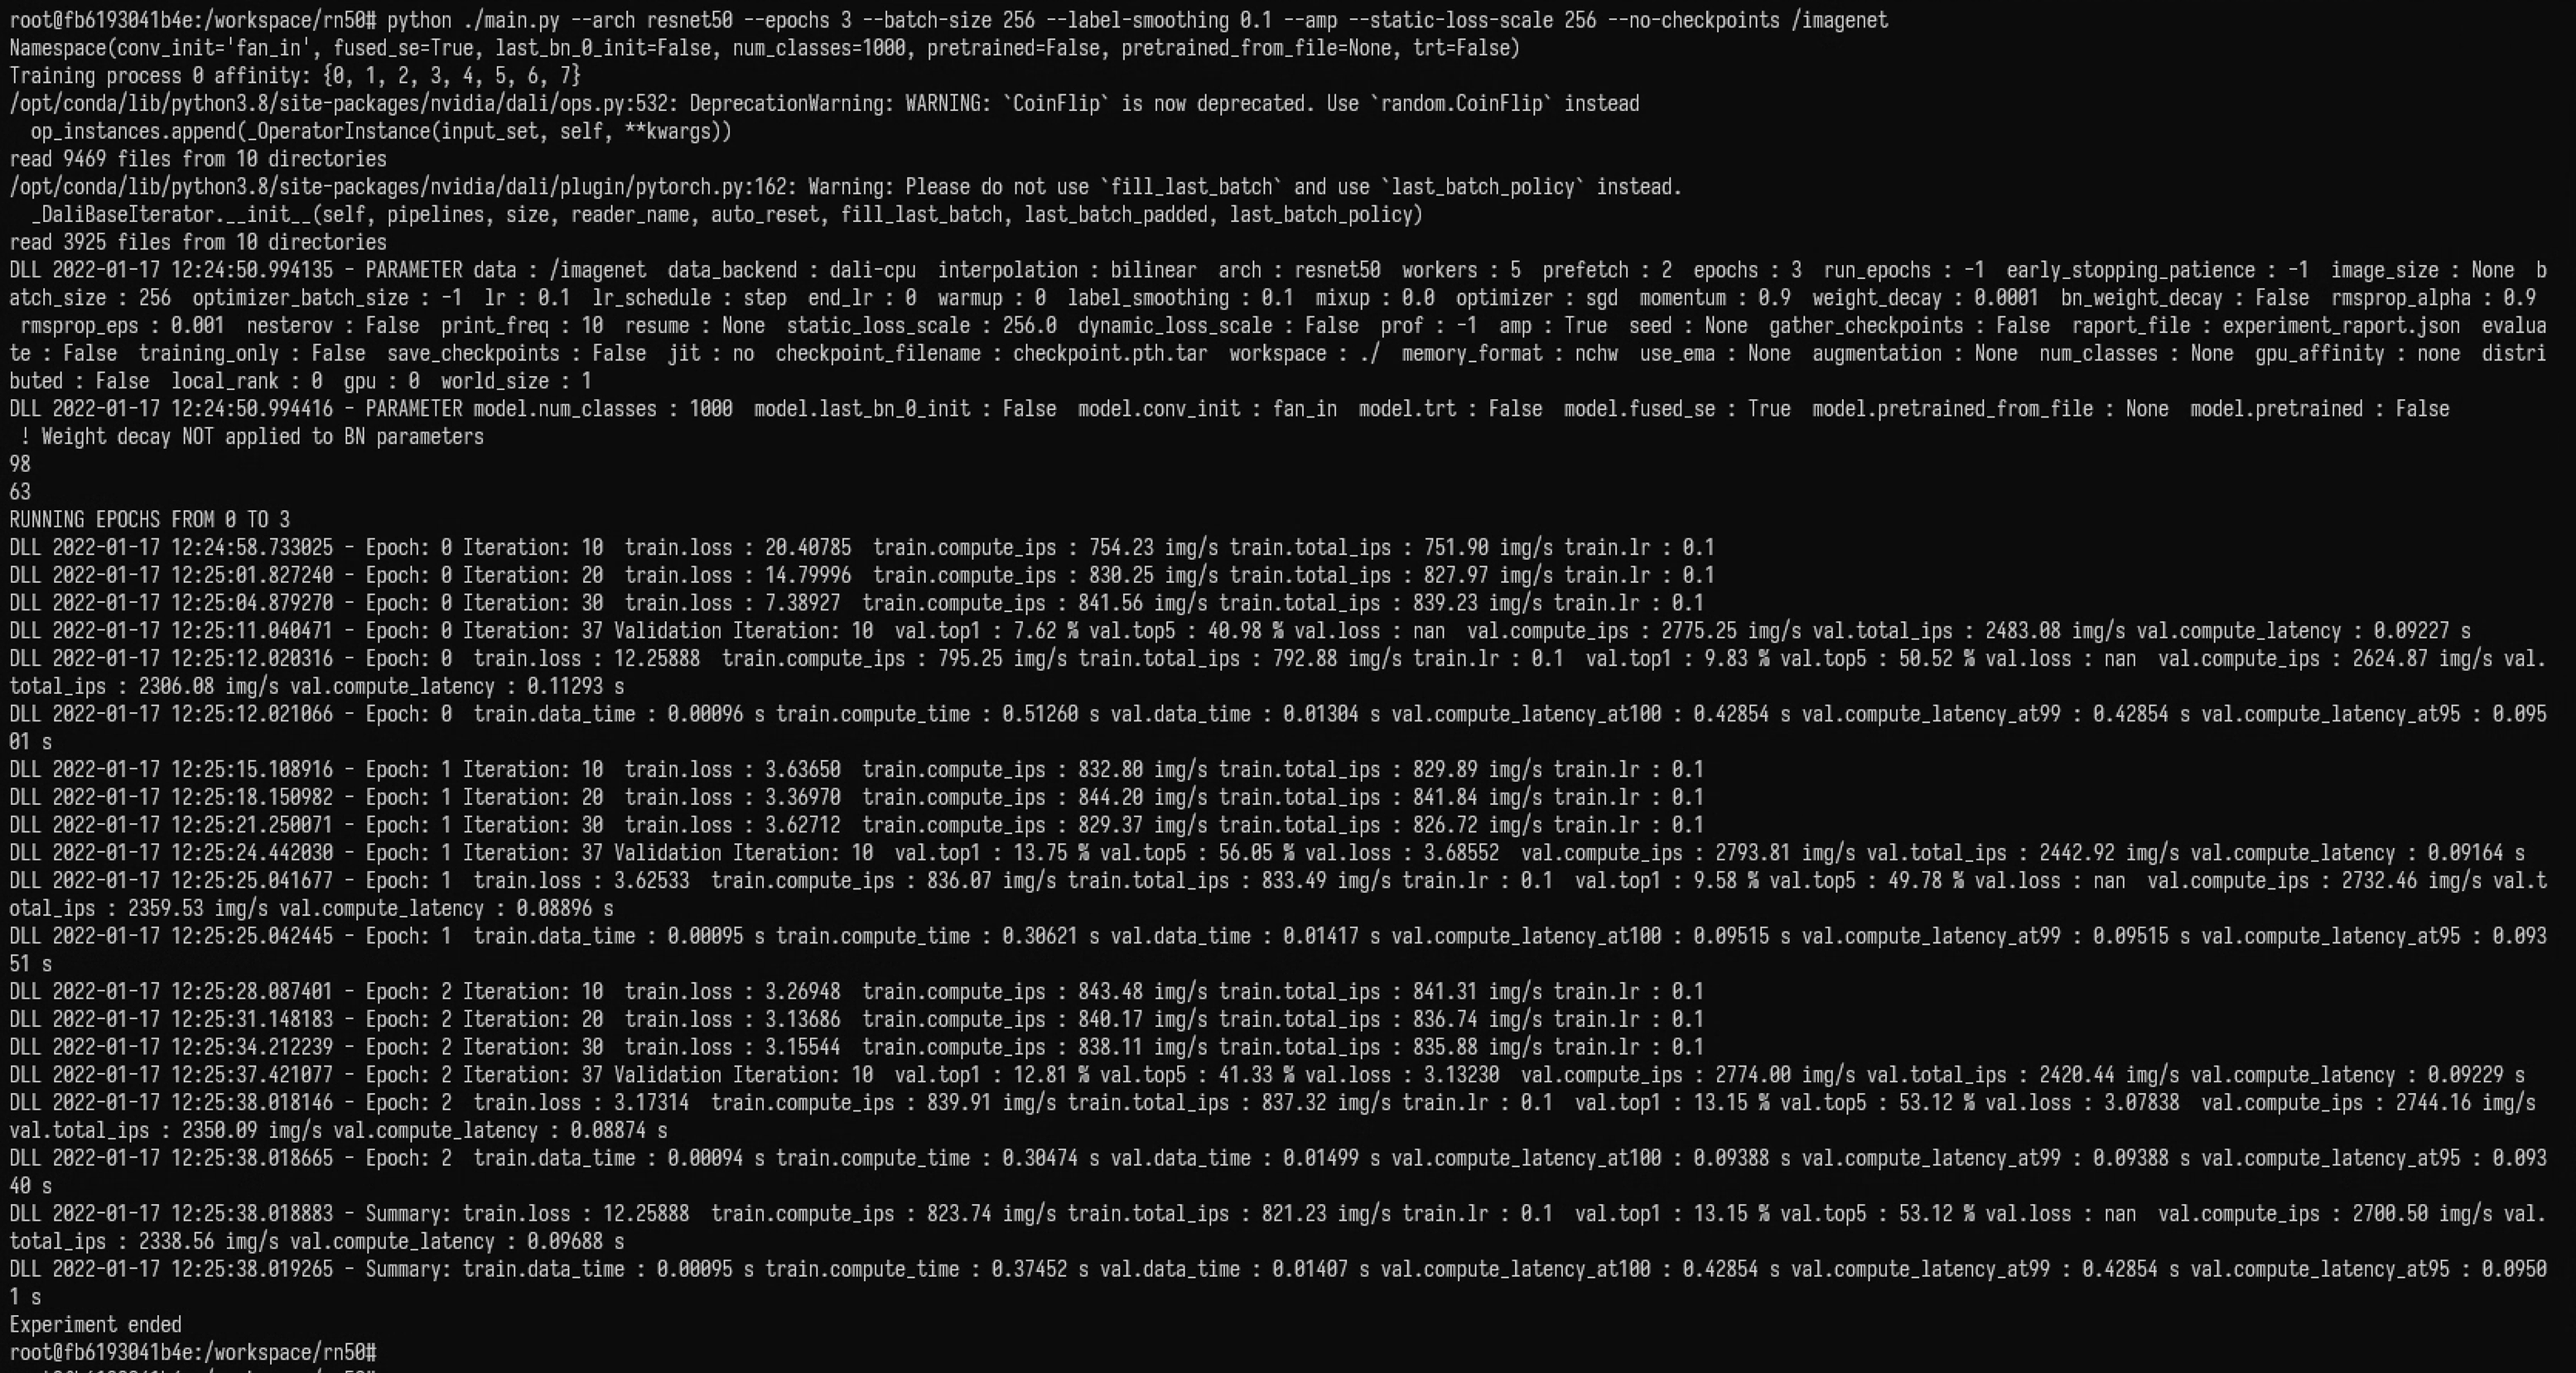 root@fb6193041b4e:/workspace/rn50# python ./main.py --arch resnet50 --epochs 3 --batch-size 256 --label-smoothing 0.1 --amp --static-loss-scale 256 --no-checkpoints /imagenet
Namespace(conv_init='fan_in', fused_se=True, last_bn_0_init=False, num_classes=1000, pretrained=False, pretrained_from_file=None, trt=False)
Training process 0 affinity: {0, 1, 2, 3, 4, 5, 6, 7}
/opt/conda/lib/python3.8/site-packages/nvidia/dali/ops.py:532: DeprecationWarning: WARNING: `CoinFlip` is now deprecated. Use `random.CoinFlip` instead
  op_instances.append(_OperatorInstance(input_set, self, **kwargs))
read 9469 files from 10 directories
/opt/conda/lib/python3.8/site-packages/nvidia/dali/plugin/pytorch.py:162: Warning: Please do not use `fill_last_batch` and use `last_batch_policy` instead.
  _DaliBaseIterator.__init__(self, pipelines, size, reader_name, auto_reset, fill_last_batch, last_batch_padded, last_batch_policy)
read 3925 files from 10 directories
DLL 2022-01-17 12:24:50.994135 - PARAMETER data : /imagenet  data_backend : dali-cpu  interpolation : bilinear  arch : resnet50  workers : 5  prefetch : 2  epochs : 3  run_epochs : -1  early_stopping_patience : -1  image_size : None  b
atch_size : 256  optimizer_batch_size : -1  lr : 0.1  lr_schedule : step  end_lr : 0  warmup : 0  label_smoothing : 0.1  mixup : 0.0  optimizer : sgd  momentum : 0.9  weight_decay : 0.0001  bn_weight_decay : False  rmsprop_alpha : 0.9
 rmsprop_eps : 0.001  nesterov : False  print_freq : 10  resume : None  static_loss_scale : 256.0  dynamic_loss_scale : False  prof : -1  amp : True  seed : None  gather_checkpoints : False  raport_file : experiment_raport.json  evalua
te : False  training_only : False  save_checkpoints : False  jit : no  checkpoint_filename : checkpoint.pth.tar  workspace : ./  memory_format : nchw  use_ema : None  augmentation : None  num_classes : None  gpu_affinity : none  distri
buted : False  local_rank : 0  gpu : 0  world_size : 1
DLL 2022-01-17 12:24:50.994416 - PARAMETER model.num_classes : 1000  model.last_bn_0_init : False  model.conv_init : fan_in  model.trt : False  model.fused_se : True  model.pretrained_from_file : None  model.pretrained : False
 ! Weight decay NOT applied to BN parameters
98
63
RUNNING EPOCHS FROM 0 TO 3
DLL 2022-01-17 12:24:58.733025 - Epoch: 0 Iteration: 10  train.loss : 20.40785  train.compute_ips : 754.23 img/s train.total_ips : 751.90 img/s train.lr : 0.1
DLL 2022-01-17 12:25:01.827240 - Epoch: 0 Iteration: 20  train.loss : 14.79996  train.compute_ips : 830.25 img/s train.total_ips : 827.97 img/s train.lr : 0.1
DLL 2022-01-17 12:25:04.879270 - Epoch: 0 Iteration: 30  train.loss : 7.38927  train.compute_ips : 841.56 img/s train.total_ips : 839.23 img/s train.lr : 0.1
DLL 2022-01-17 12:25:11.040471 - Epoch: 0 Iteration: 37 Validation Iteration: 10  val.top1 : 7.62 % val.top5 : 40.98 % val.loss : nan  val.compute_ips : 2775.25 img/s val.total_ips : 2483.08 img/s val.compute_latency : 0.09227 s
DLL 2022-01-17 12:25:12.020316 - Epoch: 0  train.loss : 12.25888  train.compute_ips : 795.25 img/s train.total_ips : 792.88 img/s train.lr : 0.1  val.top1 : 9.83 % val.top5 : 50.52 % val.loss : nan  val.compute_ips : 2624.87 img/s val.
total_ips : 2306.08 img/s val.compute_latency : 0.11293 s
DLL 2022-01-17 12:25:12.021066 - Epoch: 0  train.data_time : 0.00096 s train.compute_time : 0.51260 s val.data_time : 0.01304 s val.compute_latency_at100 : 0.42854 s val.compute_latency_at99 : 0.42854 s val.compute_latency_at95 : 0.095
01 s
DLL 2022-01-17 12:25:15.108916 - Epoch: 1 Iteration: 10  train.loss : 3.63650  train.compute_ips : 832.80 img/s train.total_ips : 829.89 img/s train.lr : 0.1
DLL 2022-01-17 12:25:18.150982 - Epoch: 1 Iteration: 20  train.loss : 3.36970  train.compute_ips : 844.20 img/s train.total_ips : 841.84 img/s train.lr : 0.1
DLL 2022-01-17 12:25:21.250071 - Epoch: 1 Iteration: 30  train.loss : 3.62712  train.compute_ips : 829.37 img/s train.total_ips : 826.72 img/s train.lr : 0.1
DLL 2022-01-17 12:25:24.442030 - Epoch: 1 Iteration: 37 Validation Iteration: 10  val.top1 : 13.75 % val.top5 : 56.05 % val.loss : 3.68552  val.compute_ips : 2793.81 img/s val.total_ips : 2442.92 img/s val.compute_latency : 0.09164 s
DLL 2022-01-17 12:25:25.041677 - Epoch: 1  train.loss : 3.62533  train.compute_ips : 836.07 img/s train.total_ips : 833.49 img/s train.lr : 0.1  val.top1 : 9.58 % val.top5 : 49.78 % val.loss : nan  val.compute_ips : 2732.46 img/s val.t
otal_ips : 2359.53 img/s val.compute_latency : 0.08896 s
DLL 2022-01-17 12:25:25.042445 - Epoch: 1  train.data_time : 0.00095 s train.compute_time : 0.30621 s val.data_time : 0.01417 s val.compute_latency_at100 : 0.09515 s val.compute_latency_at99 : 0.09515 s val.compute_latency_at95 : 0.093
51 s
DLL 2022-01-17 12:25:28.087401 - Epoch: 2 Iteration: 10  train.loss : 3.26948  train.compute_ips : 843.48 img/s train.total_ips : 841.31 img/s train.lr : 0.1
DLL 2022-01-17 12:25:31.148183 - Epoch: 2 Iteration: 20  train.loss : 3.13686  train.compute_ips : 840.17 img/s train.total_ips : 836.74 img/s train.lr : 0.1
DLL 2022-01-17 12:25:34.212239 - Epoch: 2 Iteration: 30  train.loss : 3.15544  train.compute_ips : 838.11 img/s train.total_ips : 835.88 img/s train.lr : 0.1
DLL 2022-01-17 12:25:37.421077 - Epoch: 2 Iteration: 37 Validation Iteration: 10  val.top1 : 12.81 % val.top5 : 41.33 % val.loss : 3.13230  val.compute_ips : 2774.00 img/s val.total_ips : 2420.44 img/s val.compute_latency : 0.09229 s
DLL 2022-01-17 12:25:38.018146 - Epoch: 2  train.loss : 3.17314  train.compute_ips : 839.91 img/s train.total_ips : 837.32 img/s train.lr : 0.1  val.top1 : 13.15 % val.top5 : 53.12 % val.loss : 3.07838  val.compute_ips : 2744.16 img/s
val.total_ips : 2350.09 img/s val.compute_latency : 0.08874 s
DLL 2022-01-17 12:25:38.018665 - Epoch: 2  train.data_time : 0.00094 s train.compute_time : 0.30474 s val.data_time : 0.01499 s val.compute_latency_at100 : 0.09388 s val.compute_latency_at99 : 0.09388 s val.compute_latency_at95 : 0.093
40 s
DLL 2022-01-17 12:25:38.018883 - Summary: train.loss : 12.25888  train.compute_ips : 823.74 img/s train.total_ips : 821.23 img/s train.lr : 0.1  val.top1 : 13.15 % val.top5 : 53.12 % val.loss : nan  val.compute_ips : 2700.50 img/s val.
total_ips : 2338.56 img/s val.compute_latency : 0.09688 s
DLL 2022-01-17 12:25:38.019265 - Summary: train.data_time : 0.00095 s train.compute_time : 0.37452 s val.data_time : 0.01407 s val.compute_latency_at100 : 0.42854 s val.compute_latency_at99 : 0.42854 s val.compute_latency_at95 : 0.0950
1 s
Experiment ended
root@fb6193041b4e:/workspace/rn50#